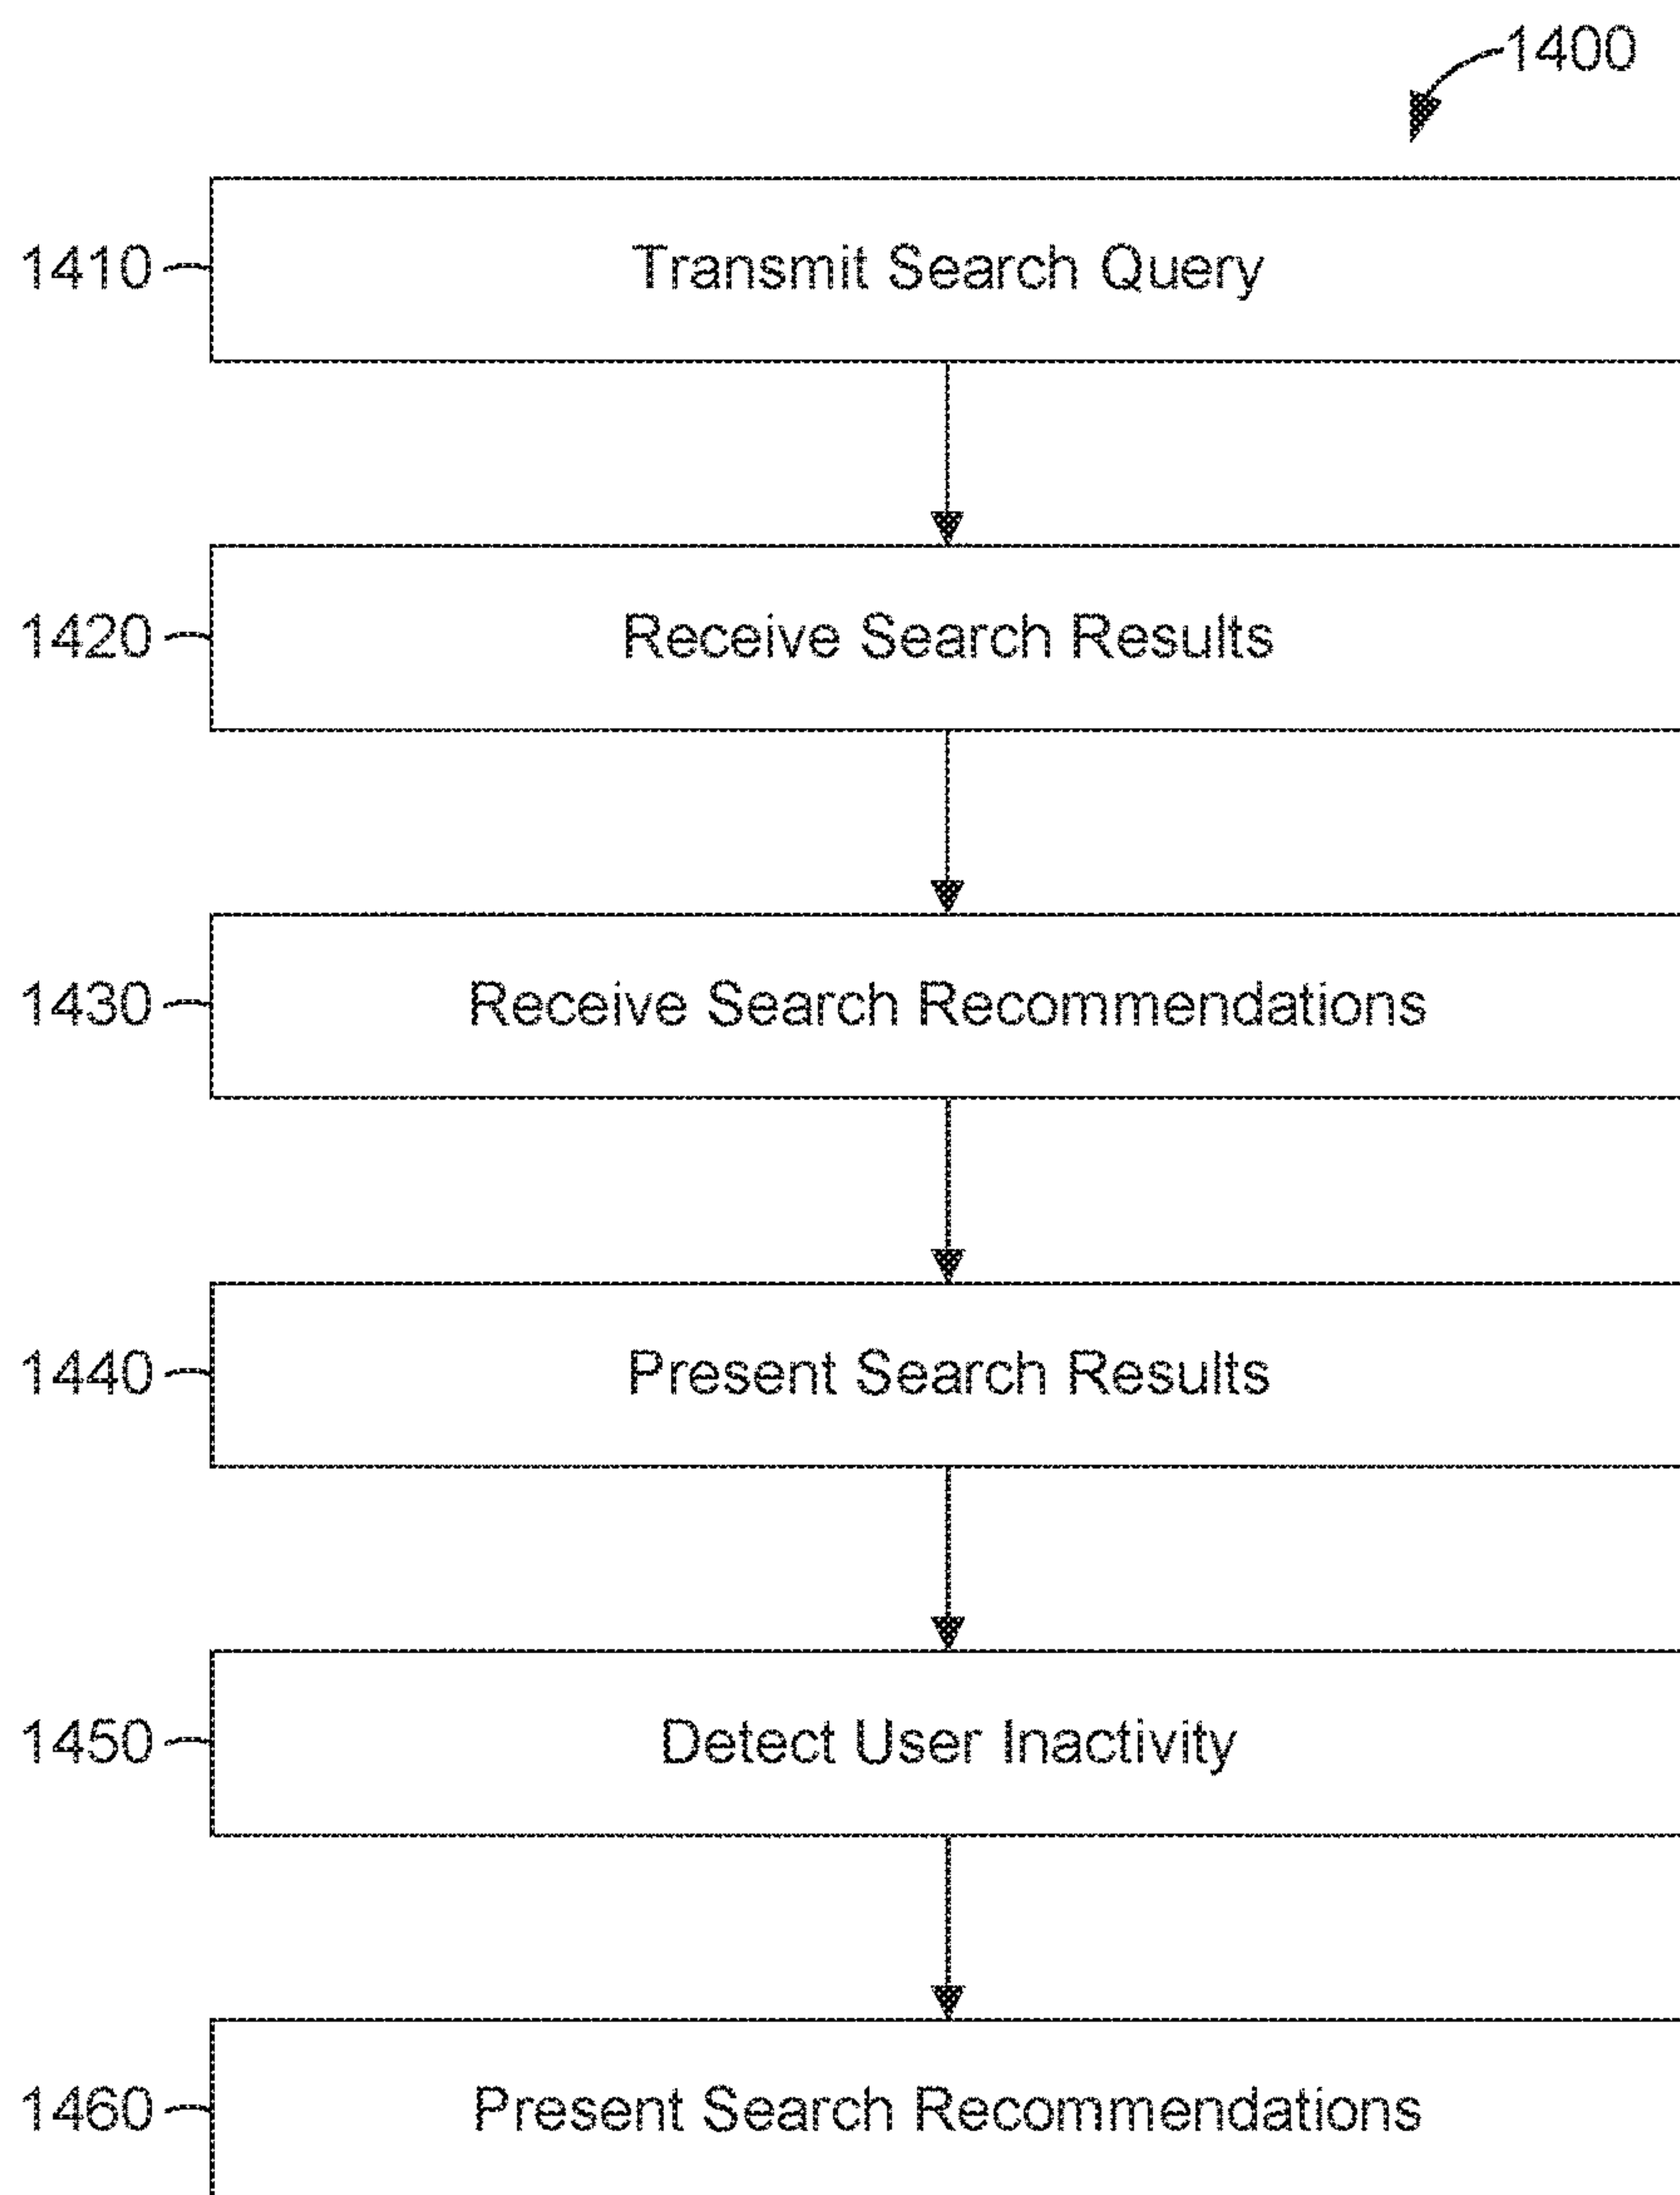 1400
1410 Transmit Search Query
1420 Receive Search Results
1430 Receive Search Recommendations
1440 Present Search Results
1450 Detect User Inactivity
1460 Present Search Recommendations